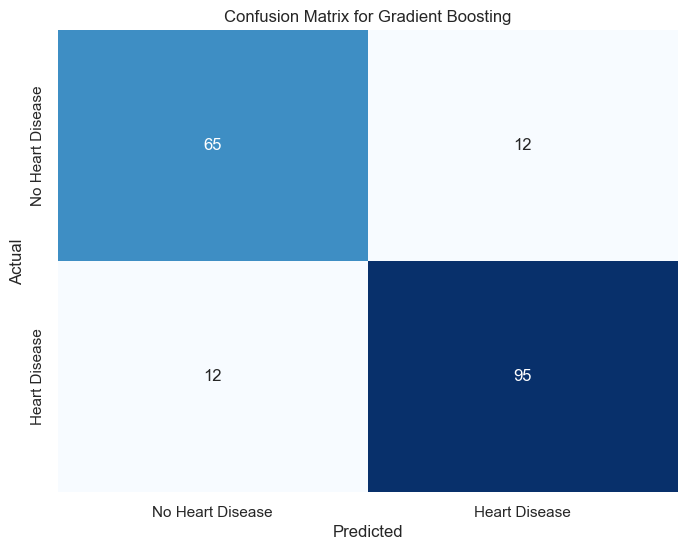 Confusion Matrix for Gradient Boosting
No Heart Disease
65
12
Actual
Heart Disease
12
95
No Heart Disease
Heart Disease
Predicted